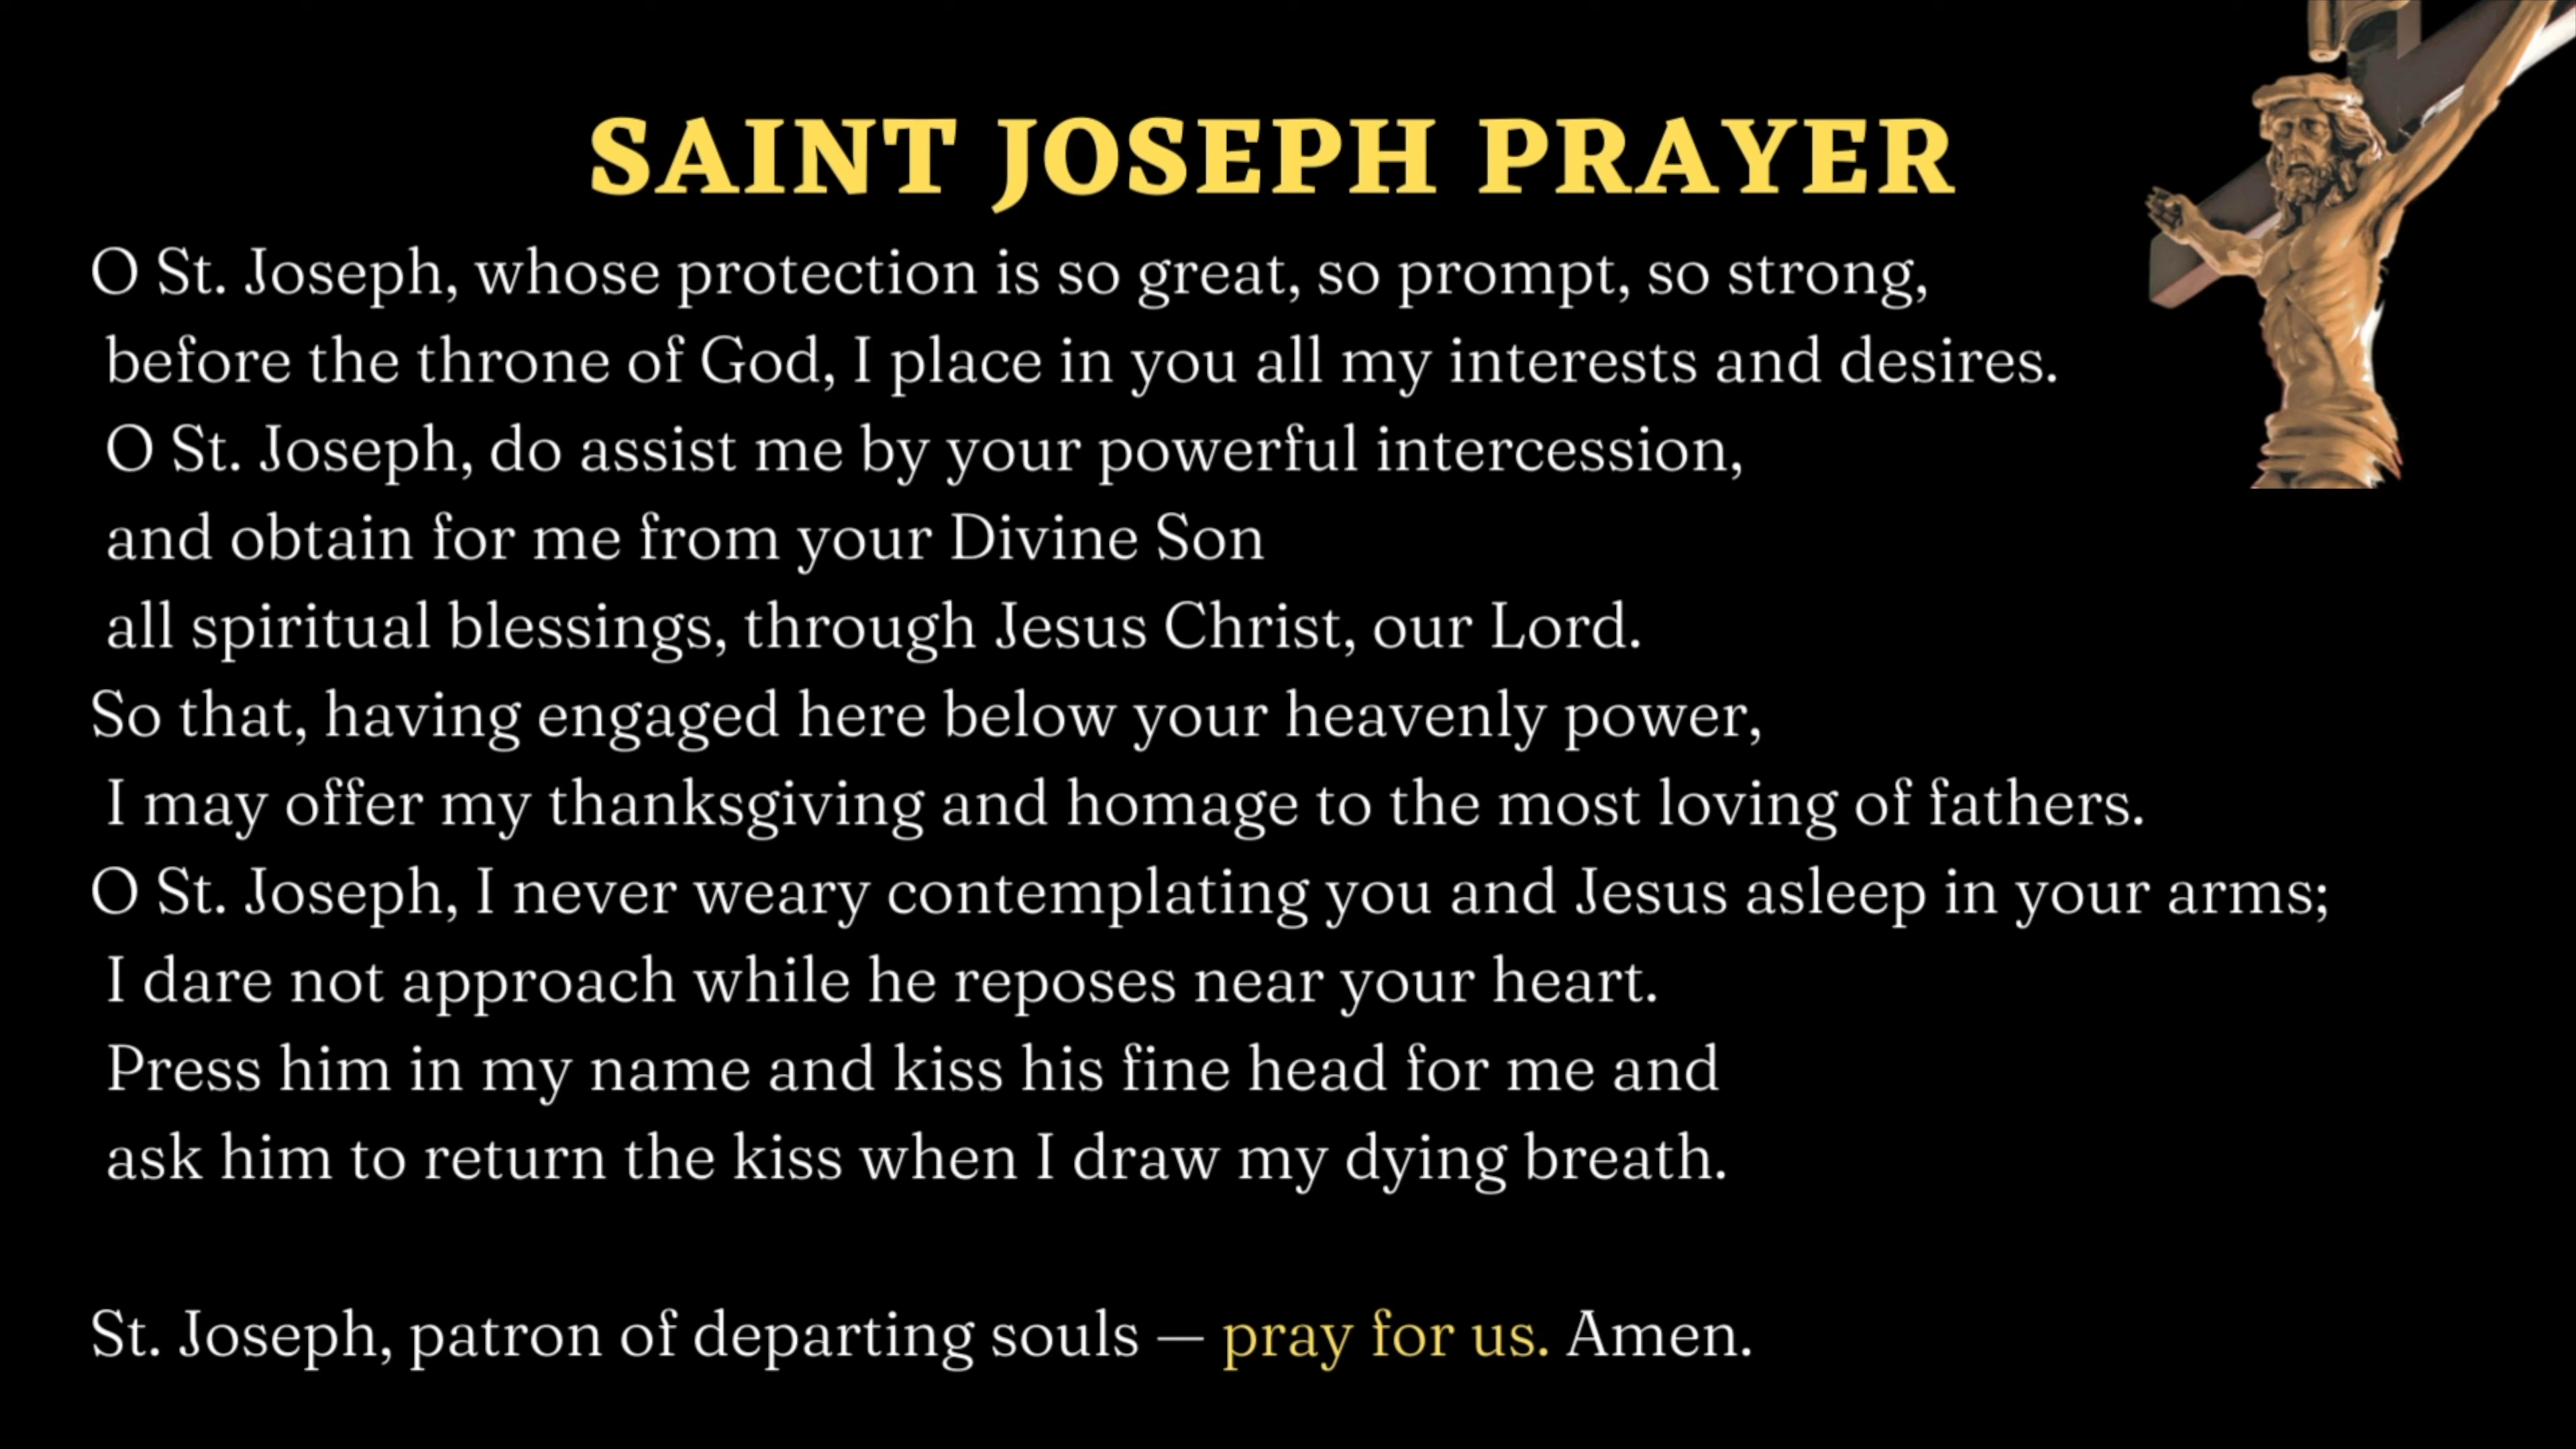 SAINT JOSEPH PRAYER
O St. Joseph, whose protection is so great, so prompt, so strong,
before the throne of God, I place in you all my interests and desires.
O St. Joseph, do assist me by your powerful intercession,
and obtain for me from your Divine Son
all spiritual blessings, through Jesus Christ, our Lord.
So that, having engaged here below your heavenly power,
I may offer my thanksgiving and homage to the most loving of fathers.
O St. Joseph, I never weary contemplating you and Jesus asleep in your arms;
I dare not approach while he reposes near your heart.
Press him in my name and kiss his fine head for me and
ask him to return the kiss when I draw my dying breath.
St. Joseph, patron of departing souls — pray for us. Amen.